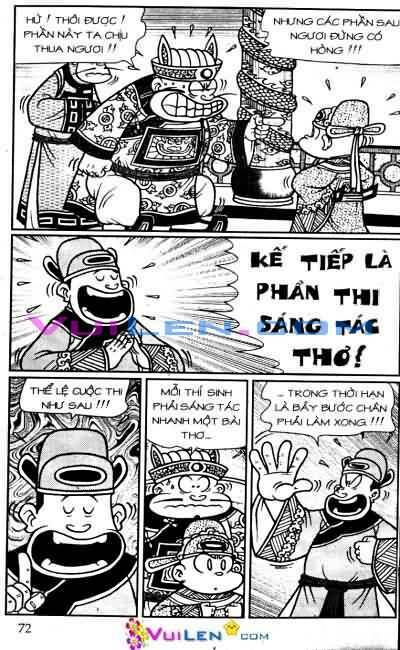 HỪ! THÔI ĐƯỢC!
PHẦN NÀY TA CHỊU
THUA NGƯƠI!!
NHƯNG CÁC PHẦN SAU
NGƯƠI ĐỪNG CÓ
HÒNG!!!
KẾ TIẾP LÀ
PHẦN THI
SÁNG TÁC
THƠ!
VUILEN.COM
THỂ LỆ CUỘC THI
NHƯ SAU!!!
MỖI THÍ SINH
PHẢI SÁNG TÁC
NHANH MỘT BÀI
THƠ...
... TRONG THỜI HẠN
LÀ BẢY BƯỚC CHÂN
PHẢI LÀM XONG!!!
72
VUILEN.COM